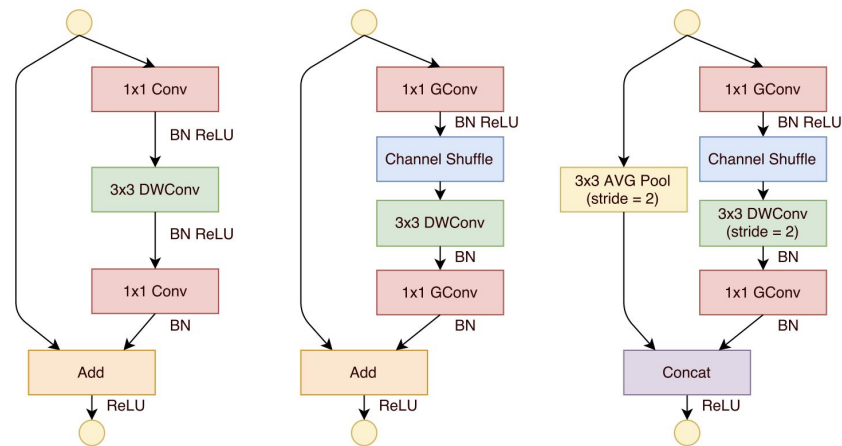 1x1 Conv
BN ReLU
3x3 DWConv
BN ReLU
1x1 Conv
BN
Add
ReLU
1x1 GConv
BN ReLU
Channel Shuffle
3x3 DWConv
BN
1x1 GConv
BN
Add
ReLU
3x3 AVG Pool
(stride = 2)
1x1 GConv
BN ReLU
Channel Shuffle
3x3 DWConv
(stride = 2)
BN
1x1 GConv
BN
Concat
ReLU